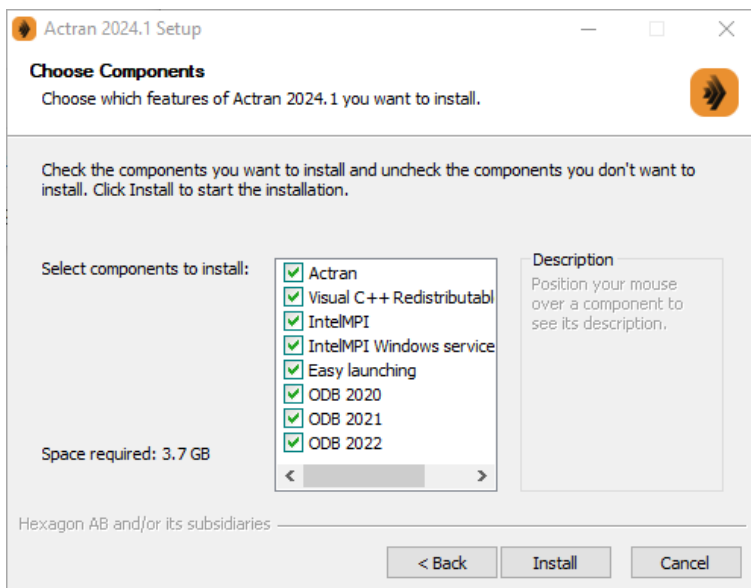 Actran 2024.1 Setup
Choose Components
Choose which features of Actran 2024.1 you want to install.
Check the components you want to install and uncheck the components you don't want to
install. Click Install to start the installation.
Select components to install:
Actran
Visual C++ Redistributabl
IntelMPI
IntelMPI Windows service
Easy launching
ODB 2020
ODB 2021
ODB 2022
Description
Position your mouse
over a component to
see its description.
Space required: 3.7 GB
Hexagon AB and/or its subsidiaries
< Back
Install
Cancel